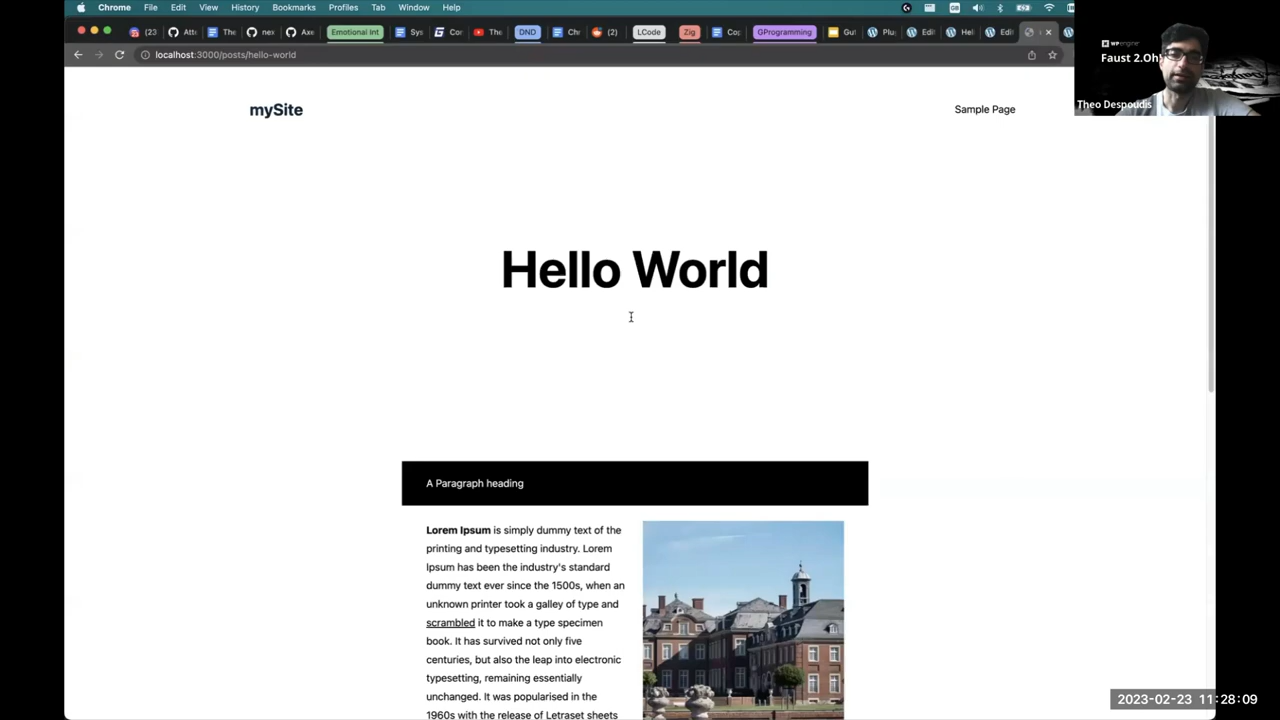 Chrome File Edit View History Bookmarks Profiles Tab Window Help
(23 Emotional Int DND (2) LCode Zig GProgramming
localhost:3000/posts/hello-world
WPengine
Faust 2.Oh!
Theo Despoudis
mySite
Sample Page
Hello World
A Paragraph heading
Lorem Ipsum is simply dummy text of the
printing and typesetting industry. Lorem
Ipsum has been the industry's standard
dummy text ever since the 1500s, when an
unknown printer took a galley of type and
scrambled it to make a type specimen
book. It has survived not only five
centuries, but also the leap into electronic
typesetting, remaining essentially
unchanged. It was popularised in the
1960s with the release of Letraset sheets
2023-02-23 11:28:09